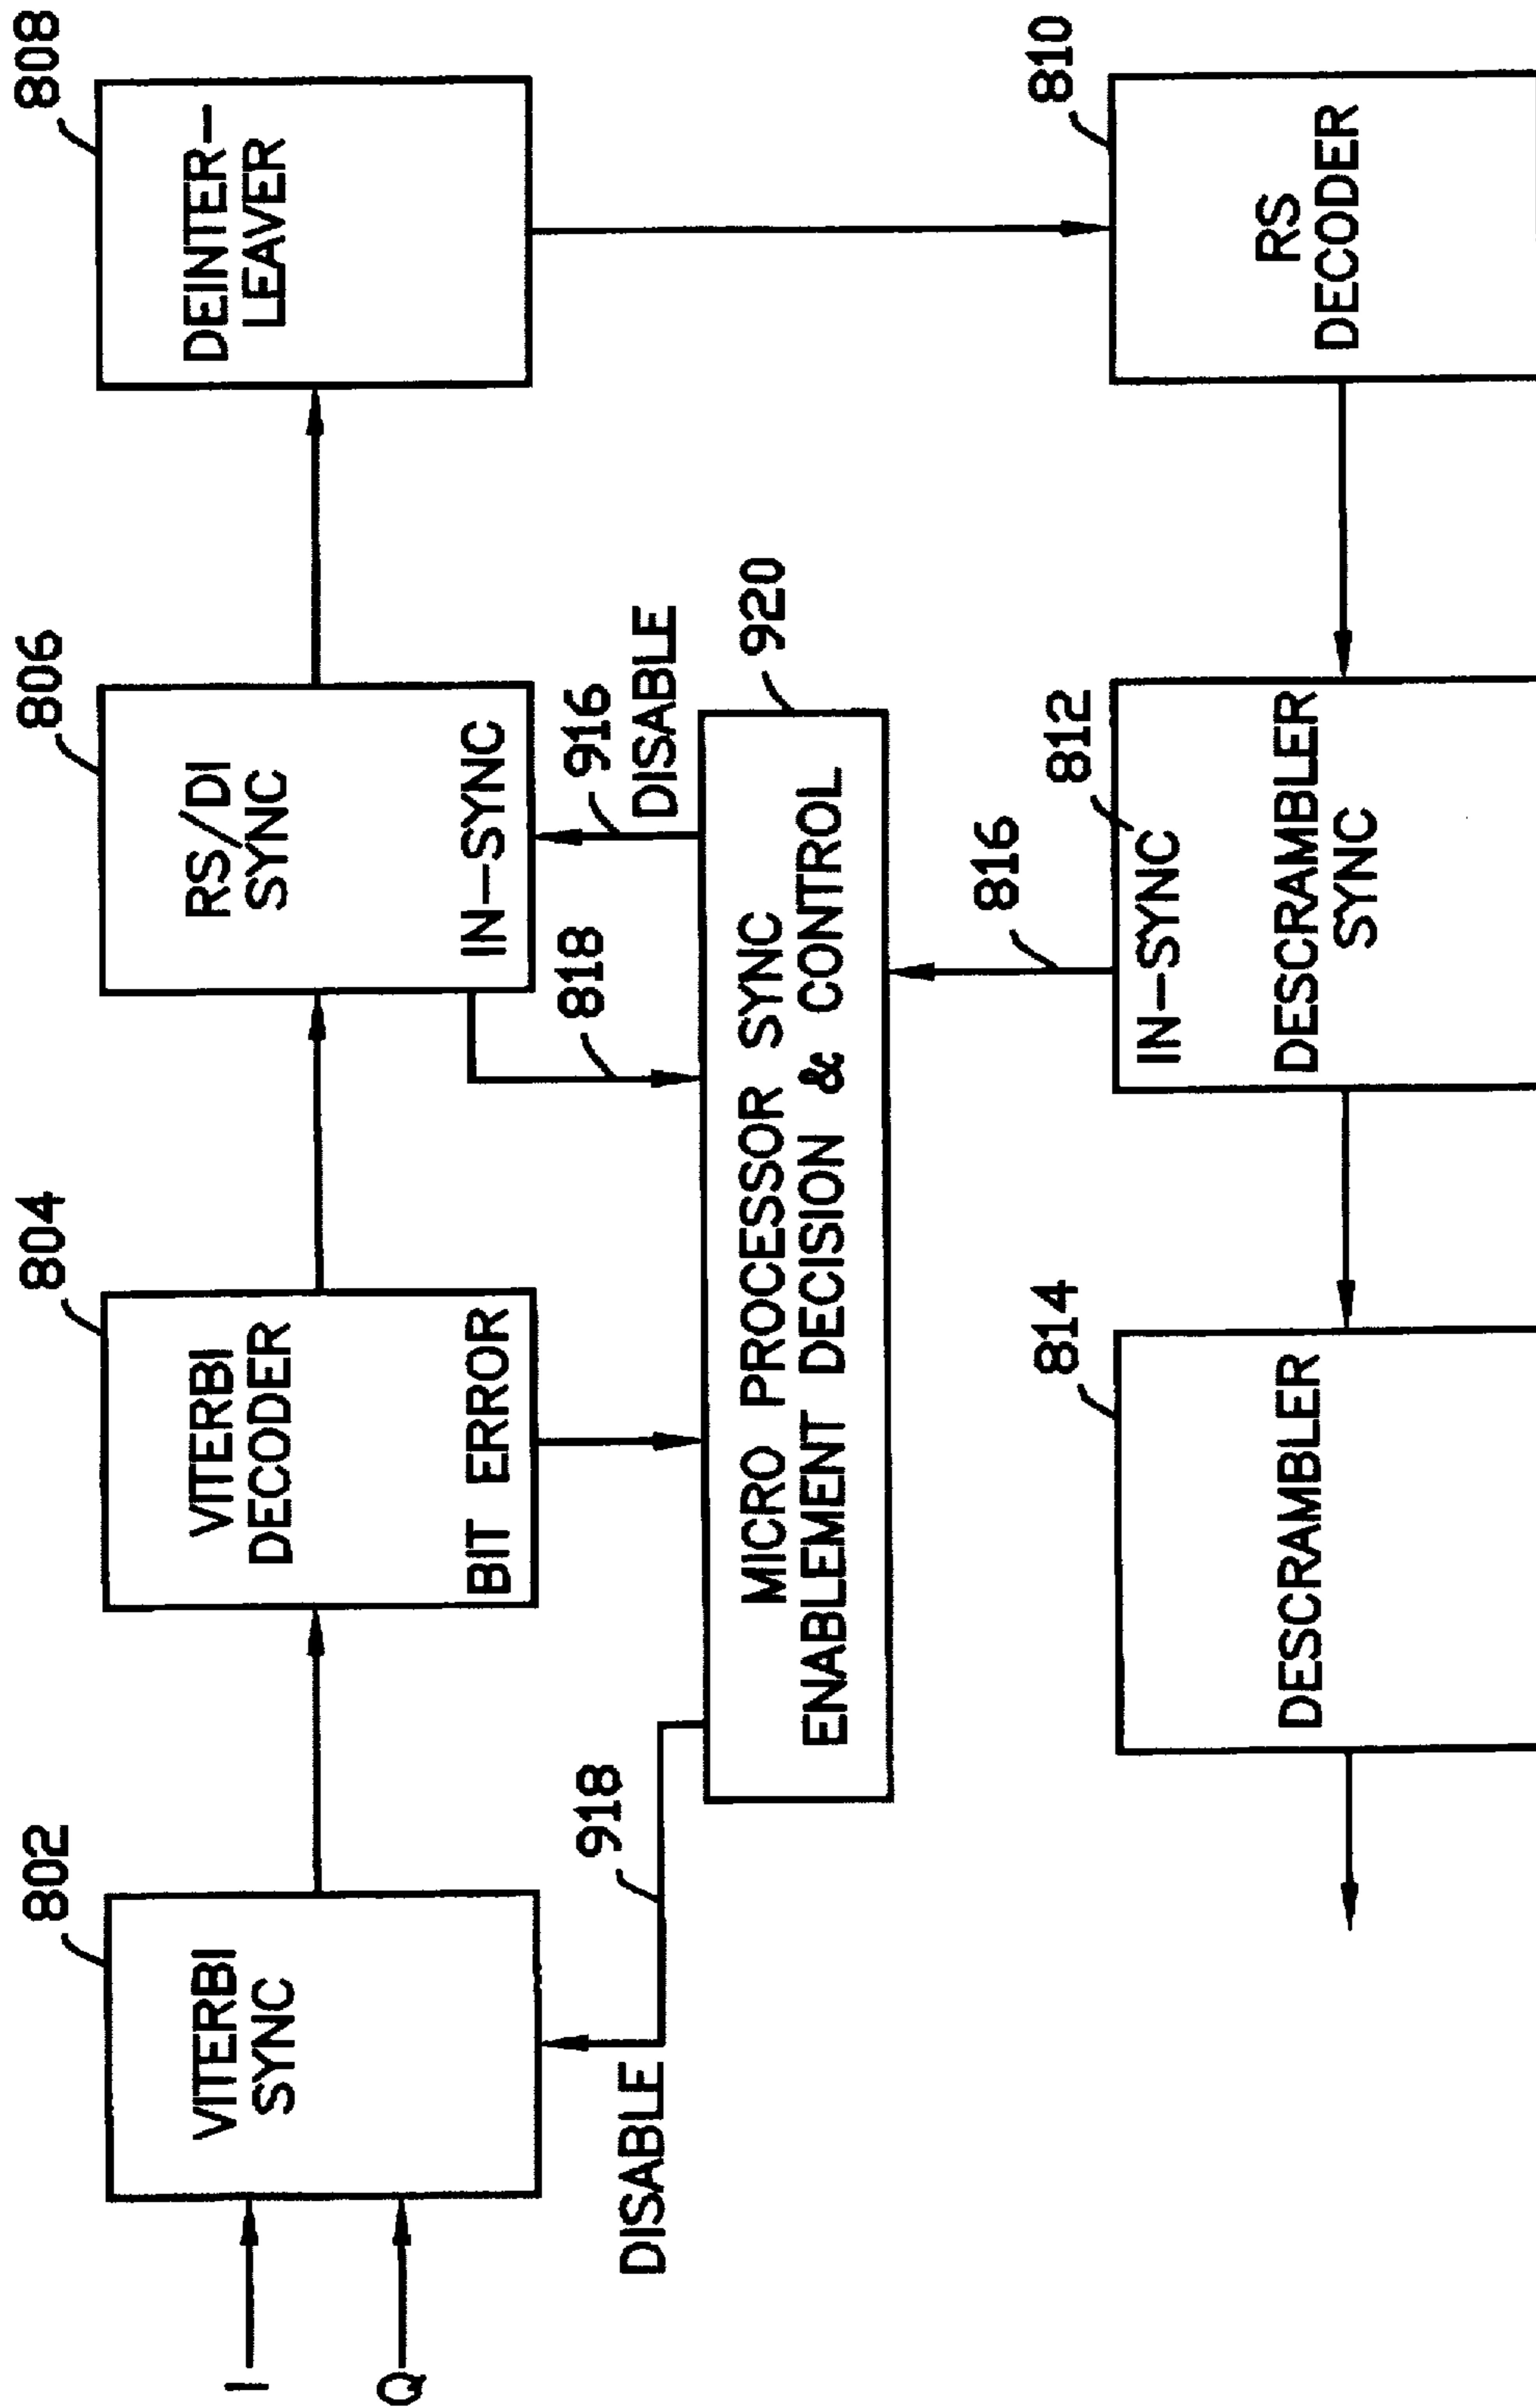 802
VITERBI
SYNC
I
Q
804
VITERBI
DECODER
BIT ERROR
806
RS/DI
SYNC
IN-SYNC
808
DEINTER-
LEAVER
DISABLE
918
818
916
DISABLE
920
MICRO PROCESSOR SYNC
ENABLEMENT DECISION & CONTROL
814
DESCRAMBLER
816
812
IN-SYNC
DESCRAMBLER
SYNC
810
RS
DECODER